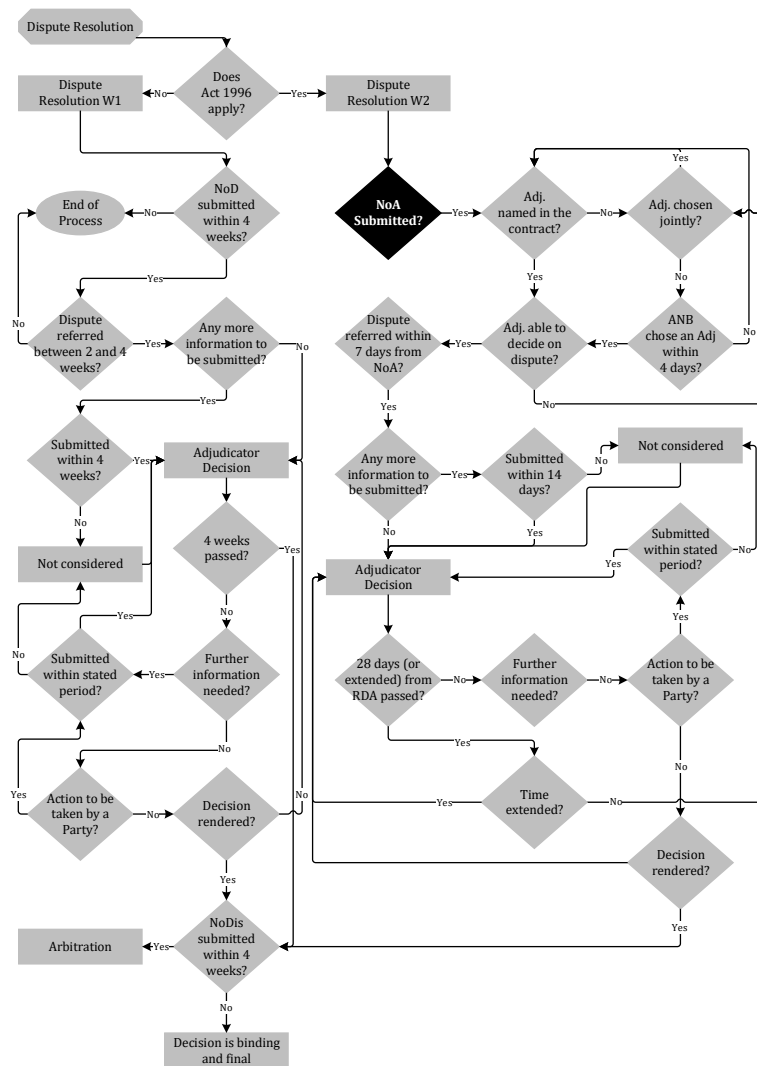 Dispute Resolution
Does
Act 1996
apply?
No
Yes
Dispute
Resolution W1
Dispute
Resolution W2
NoD
submitted
within 4
weeks?
No
End of
Process
Yes
NoA
Submitted?
Yes
Adj.
named in the
contract?
No
Adj. chosen
jointly?
Yes
Yes
No
No
Dispute
referred
between 2 and 4
weeks?
No
Yes
Any more
information to
be submitted?
No
Yes
Dispute
referred within
7 days from
NoA?
Yes
Adj. able to
decide on
dispute?
Yes
ANB
chose an Adj
within
4 days?
No
No
Yes
Submitted
within 4
weeks?
Yes
No
Adjudicator
Decision
Any more
information to
be submitted?
Yes
Submitted
within 14
days?
No
Not considered
No
Yes
4 weeks
passed?
Yes
No
Not considered
Adjudicator
Decision
Submitted
within stated
period?
Yes
No
Yes
No
Submitted
within stated
period?
Yes
Further
information
needed?
No
28 days (or
extended) from
RDA passed?
No
Further
information
needed?
No
Action to be
taken by a
Party?
Yes
Yes
No
Yes
Action to be
taken by a
Party?
No
Decision
rendered?
No
Yes
Yes
Time
extended?
No
Decision
rendered?
Yes
Arbitration
Yes
NoDis
submitted
within 4
weeks?
No
Decision is binding
and final